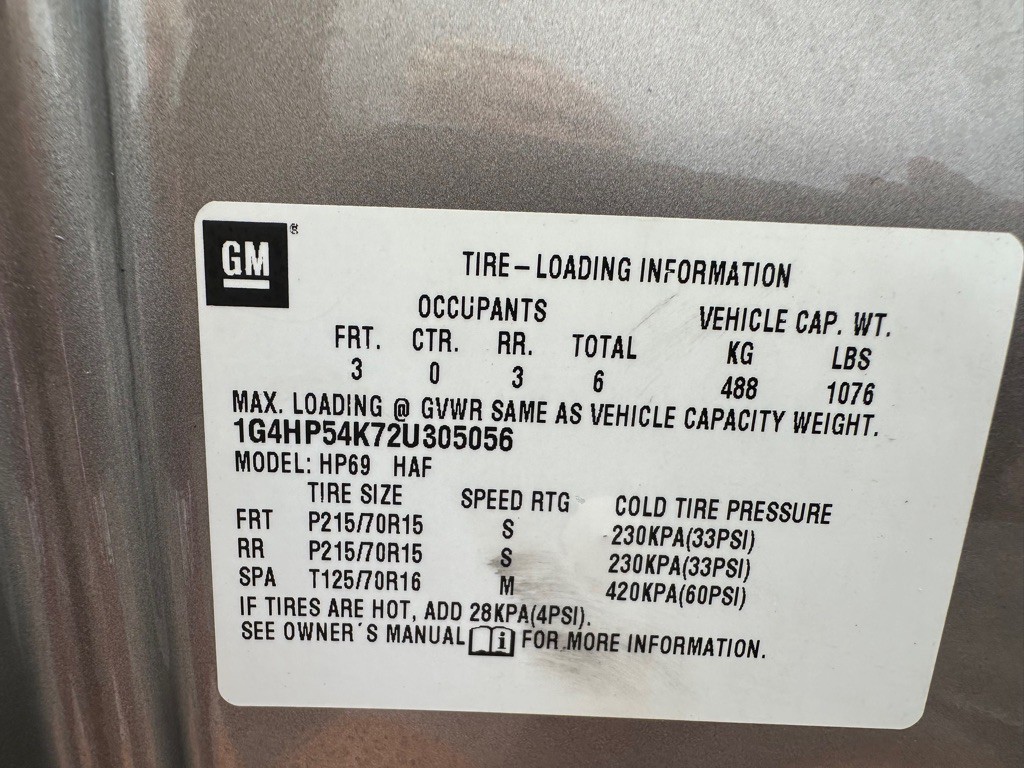 GM®
TIRE-LOADING INFORMATION
OCCUPANTS VEHICLE CAP. WT.
FRT. CTR. RR. TOTAL KG LBS
3 0 3 6 488 1076
MAX. LOADING @ GVWR SAME AS VEHICLE CAPACITY WEIGHT.
1G4HP54K72U305056
MODEL: HP69 HAF
TIRE SIZE SPEED RTG COLD TIRE PRESSURE
FRT P215/70R15 S 230KPA(33PSI)
RR P215/70R15 S 230KPA(33PSI)
SPA T125/70R16 M 420KPA(60PSI)
IF TIRES ARE HOT, ADD 28KPA(4PSI).
SEE OWNER'S MANUAL i FOR MORE INFORMATION.